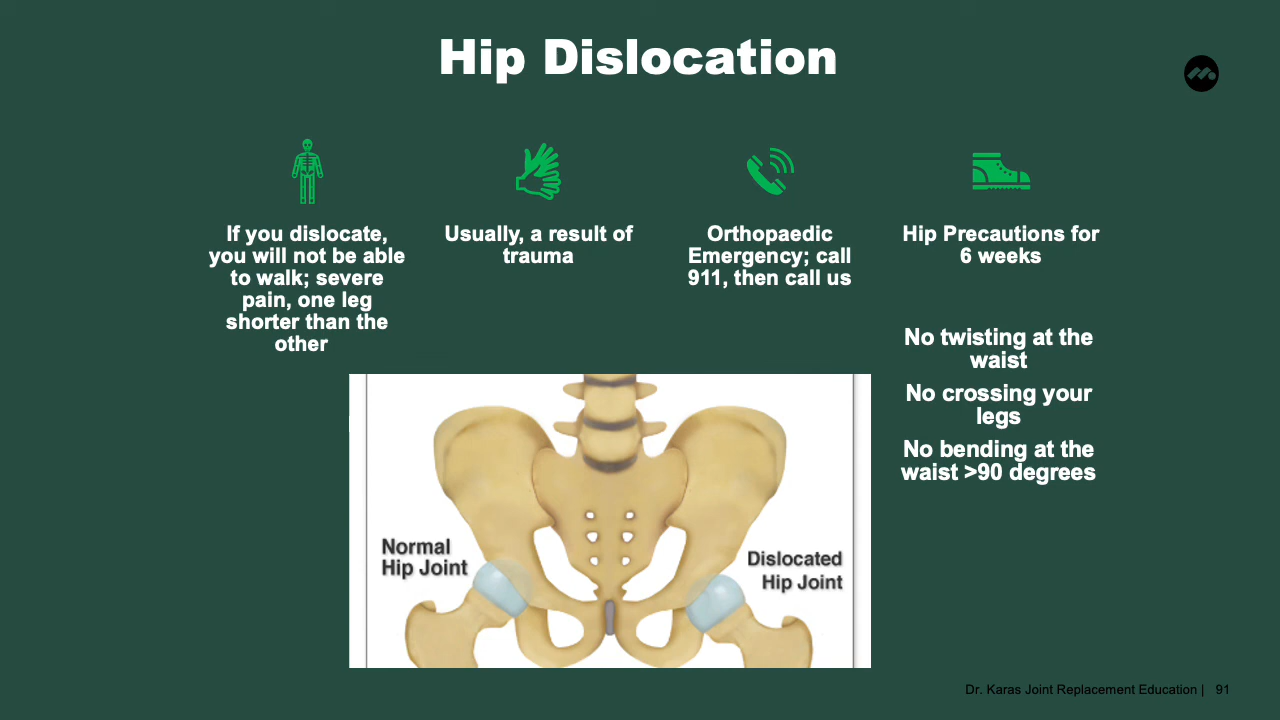 Hip Dislocation
If you dislocate,
you will not be able
to walk; severe
pain, one leg
shorter than the
other
Usually, a result of
trauma
Orthopaedic
Emergency; call
911, then call us
Hip Precautions for
6 weeks
No twisting at the
waist
No crossing your
legs
No bending at the
waist >90 degrees
Normal
Hip Joint
Dislocated
Hip Joint
Dr. Karas Joint Replacement Education | 91